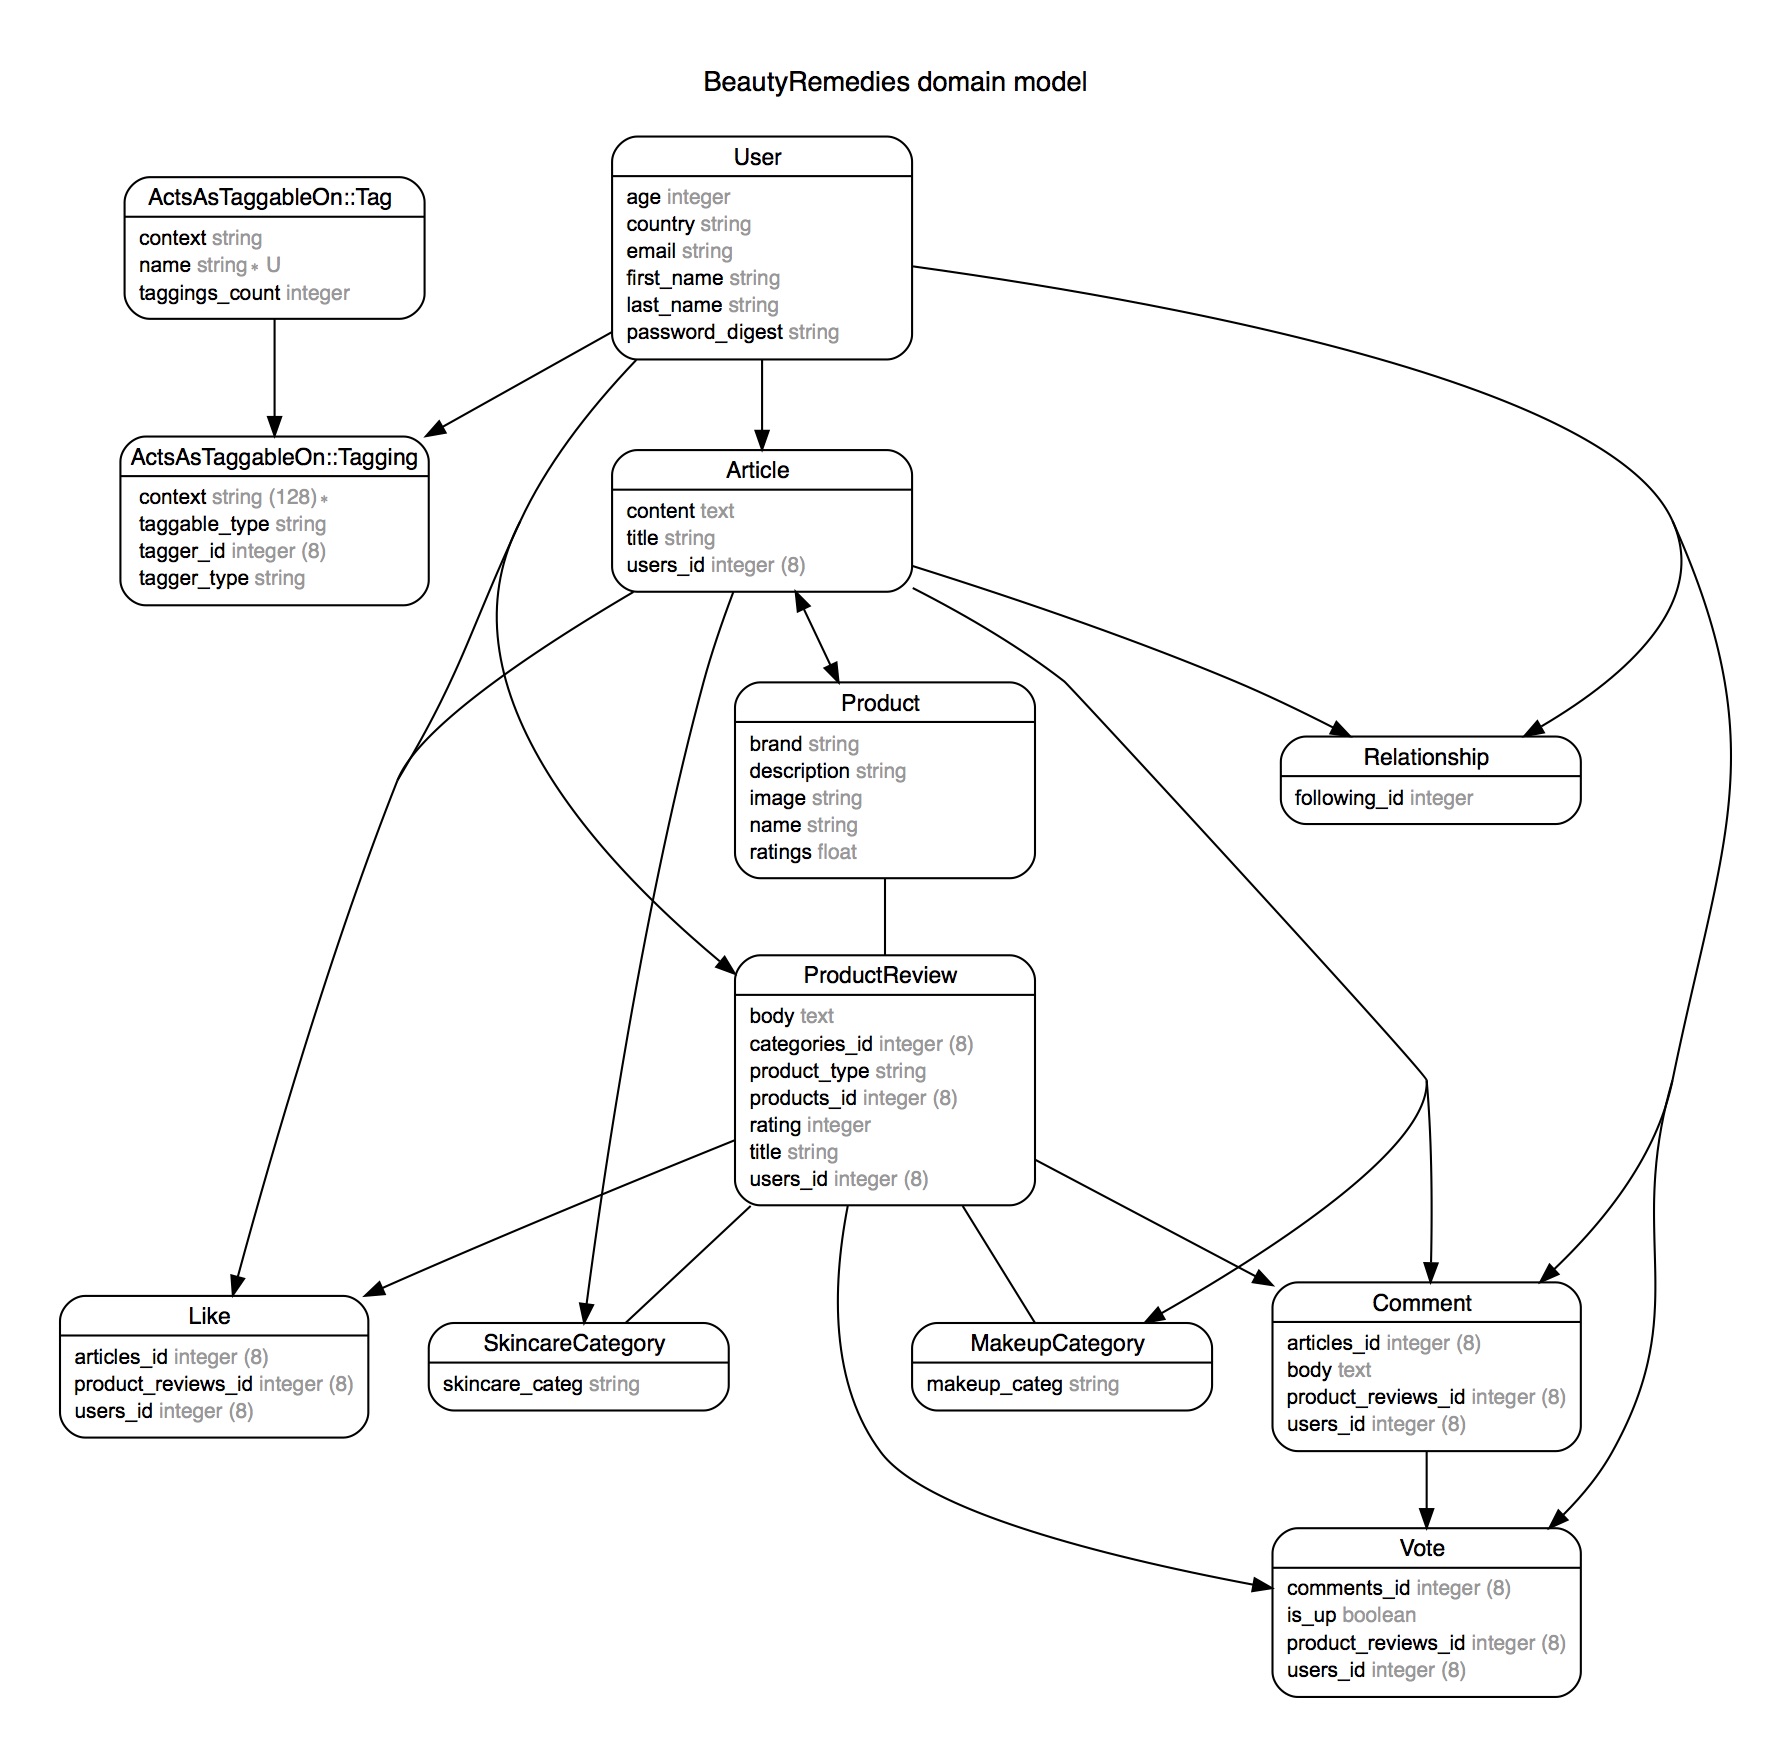 BeautyRemedies domain model
ActsAsTaggableOn::Tag
context string
name string* U
taggings_count integer
User
age integer
country string
email string
first_name string
last_name string
password_digest string
ActsAsTaggableOn::Tagging
context string (128)*
taggable_type string
tagger_id integer (8)
tagger_type string
Article
content text
title string
users_id integer (8)
Product
brand string
description string
image string
name string
ratings float
Relationship
following_id integer
ProductReview
body text
categories_id integer (8)
product_type string
products_id integer (8)
rating integer
title string
users_id integer (8)
Like
articles_id integer (8)
product_reviews_id integer (8)
users_id integer (8)
SkincareCategory
skincare_categ string
MakeupCategory
makeup_categ string
Comment
articles_id integer (8)
body text
product_reviews_id integer (8)
users_id integer (8)
Vote
comments_id integer (8)
is_up boolean
product_reviews_id integer (8)
users_id integer (8)